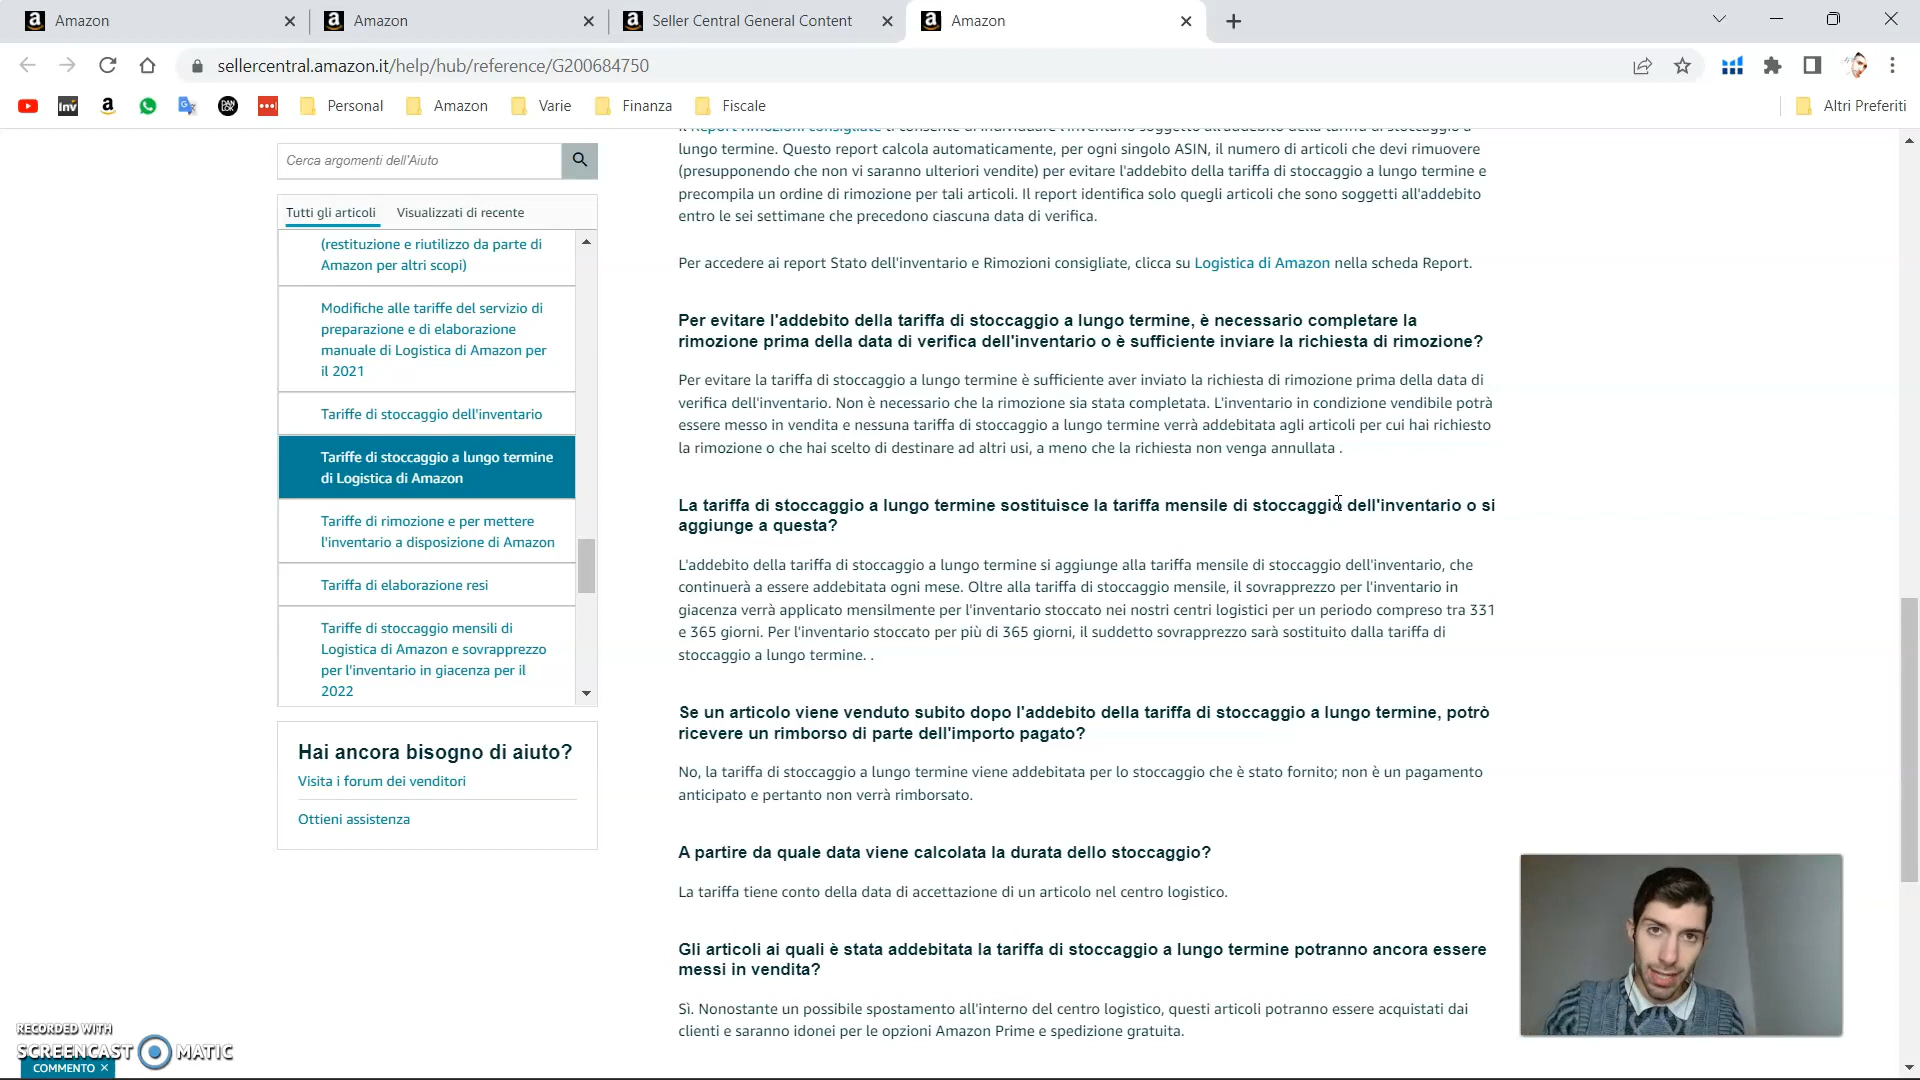 Amazon
Amazon
Seller Central General Content
Amazon
sellercentral.amazon.it/help/hub/reference/G200684750
Inv
DAN LOK
Personal
Amazon
Varie
Finanza
Fiscale
Altri Preferiti
Cerca argomenti dell'Aiuto
Tutti gli articoli
Visualizzati di recente
(restituzione e riutilizzo da parte di
Amazon per altri scopi)
Modifiche alle tariffe del servizio di
preparazione e di elaborazione
manuale di Logistica di Amazon per
il 2021
Tariffe di stoccaggio dell'inventario
Tariffe di stoccaggio a lungo termine
di Logistica di Amazon
Tariffe di rimozione e per mettere
l'inventario a disposizione di Amazon
Tariffa di elaborazione resi
Tariffe di stoccaggio mensili di
Logistica di Amazon e sovrapprezzo
per l'inventario in giacenza per il
2022
Hai ancora bisogno di aiuto?
Visita i forum dei venditori
Ottieni assistenza
Il Report rimozioni consigliate ti consente di individuare l'inventario soggetto all'addebito della tariffa di stoccaggio a
lungo termine. Questo report calcola automaticamente, per ogni singolo ASIN, il numero di articoli che devi rimuovere
(presupponendo che non vi saranno ulteriori vendite) per evitare l'addebito della tariffa di stoccaggio a lungo termine e
precompila un ordine di rimozione per tali articoli. Il report identifica solo quegli articoli che sono soggetti all'addebito
entro le sei settimane che precedono ciascuna data di verifica.
Per accedere ai report Stato dell'inventario e Rimozioni consigliate, clicca su Logistica di Amazon nella scheda Report.
Per evitare l'addebito della tariffa di stoccaggio a lungo termine, è necessario completare la
rimozione prima della data di verifica dell'inventario o è sufficiente inviare la richiesta di rimozione?
Per evitare la tariffa di stoccaggio a lungo termine è sufficiente aver inviato la richiesta di rimozione prima della data di
verifica dell'inventario. Non è necessario che la rimozione sia stata completata. L'inventario in condizione vendibile potrà
essere messo in vendita e nessuna tariffa di stoccaggio a lungo termine verrà addebitata agli articoli per cui hai richiesto
la rimozione o che hai scelto di destinare ad altri usi, a meno che la richiesta non venga annullata .
La tariffa di stoccaggio a lungo termine sostituisce la tariffa mensile di stoccaggio dell'inventario o si
aggiunge a questa?
L'addebito della tariffa di stoccaggio a lungo termine si aggiunge alla tariffa mensile di stoccaggio dell'inventario, che
continuerà a essere addebitata ogni mese. Oltre alla tariffa di stoccaggio mensile, il sovrapprezzo per l'inventario in
giacenza verrà applicato mensilmente per l'inventario stoccato nei nostri centri logistici per un periodo compreso tra 331
e 365 giorni. Per l'inventario stoccato per più di 365 giorni, il suddetto sovrapprezzo sarà sostituito dalla tariffa di
stoccaggio a lungo termine. .
Se un articolo viene venduto subito dopo l'addebito della tariffa di stoccaggio a lungo termine, potrò
ricevere un rimborso di parte dell'importo pagato?
No, la tariffa di stoccaggio a lungo termine viene addebitata per lo stoccaggio che è stato fornito; non è un pagamento
anticipato e pertanto non verrà rimborsato.
A partire da quale data viene calcolata la durata dello stoccaggio?
La tariffa tiene conto della data di accettazione di un articolo nel centro logistico.
Gli articoli ai quali è stata addebitata la tariffa di stoccaggio a lungo termine potranno ancora essere
messi in vendita?
Sì. Nonostante un possibile spostamento all'interno del centro logistico, questi articoli potranno essere acquistati dai
clienti e saranno idonei per le opzioni Amazon Prime e spedizione gratuita.
RECORDED WITH
SCREENCAST MATIC
COMMENTO ×